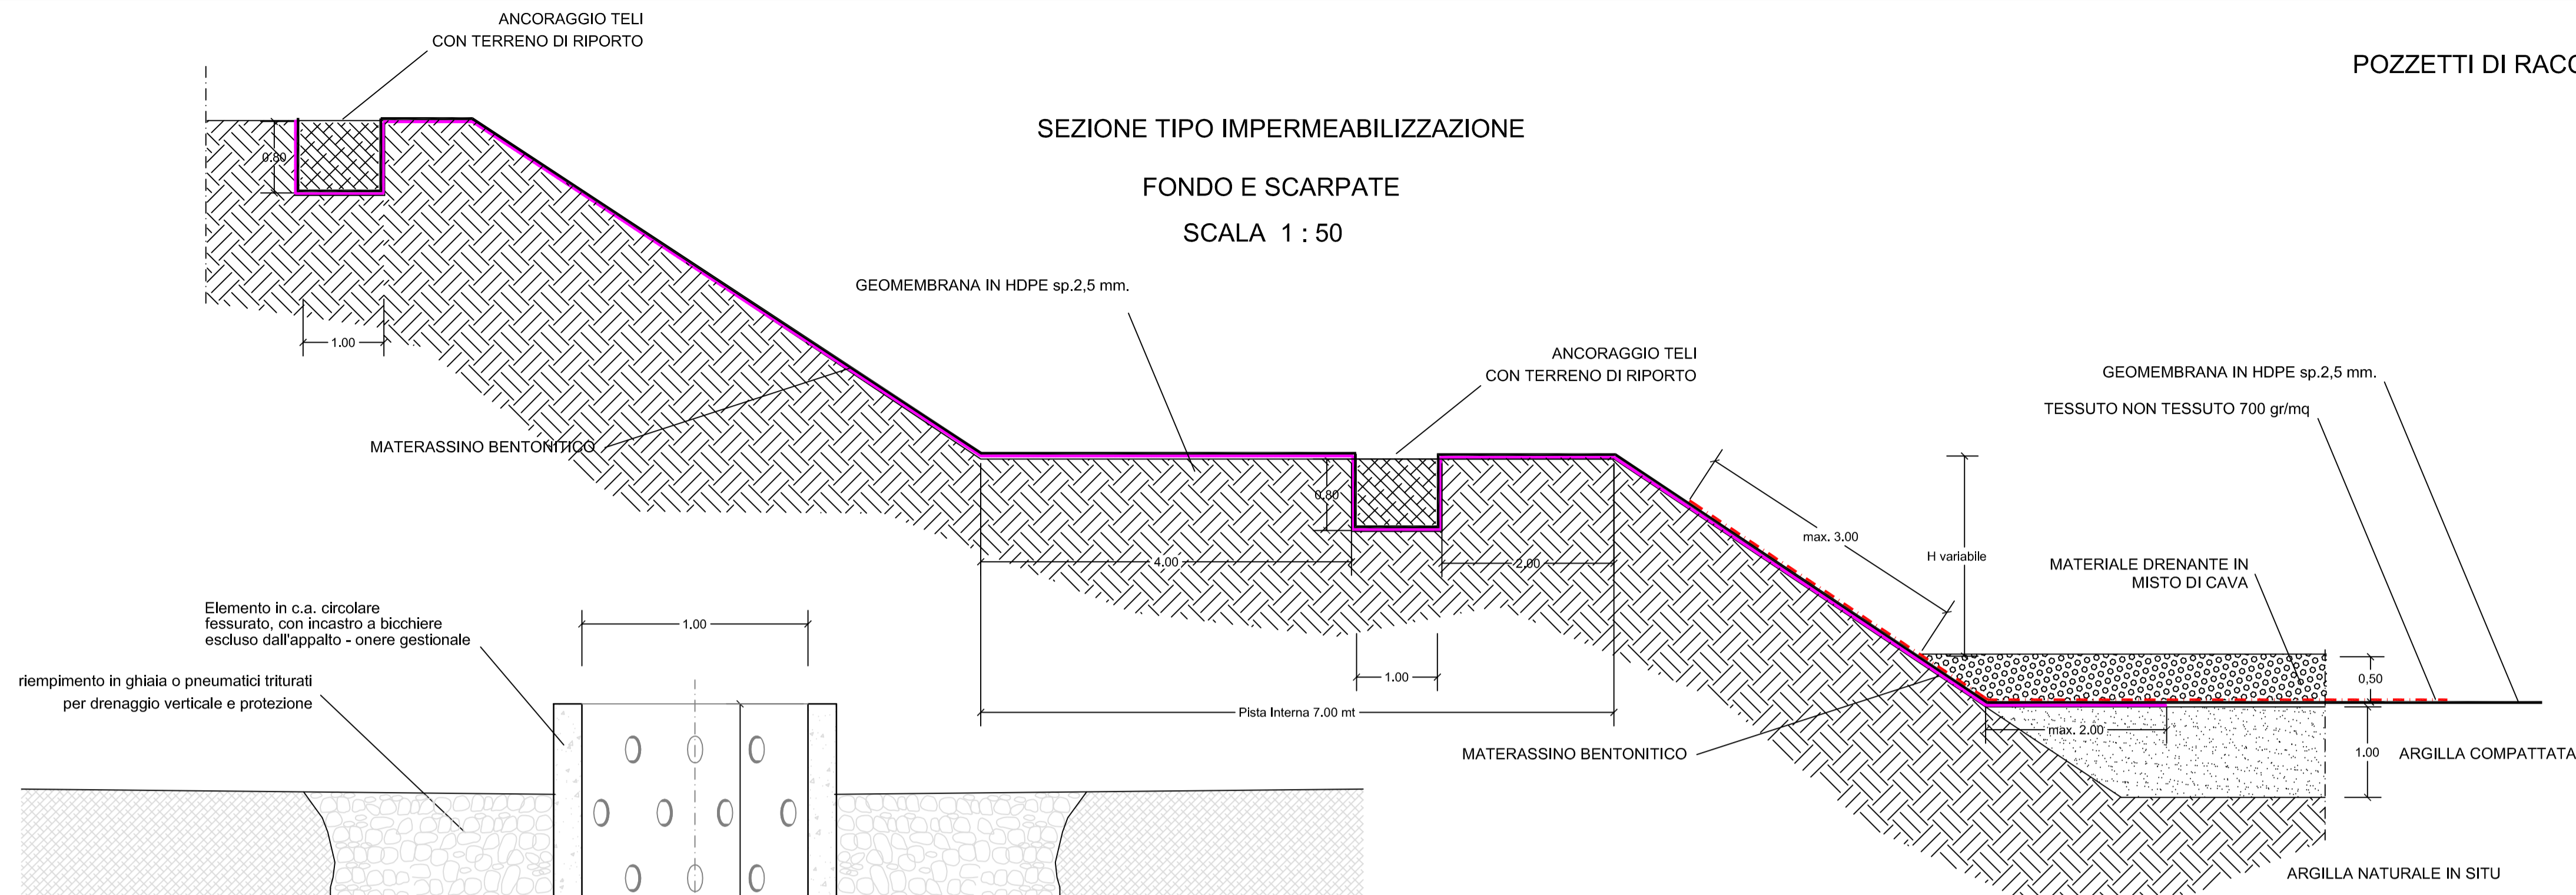 ANCORAGGIO TELI
CON TERRENO DI RIPORTO
POZZETTI DI
SEZIONE TIPO IMPERMEABILIZZAZIONE
FONDO E SCARPATE
SCALA 1 : 50
0.80
1.00
GEOMEMBRANA IN HDPE sp.2,5 mm.
MATERASSINO BENTONITICO
ANCORAGGIO TELI
CON TERRENO DI RIPORTO
GEOMEMBRANA IN HDPE sp.2,5 mm.
TESSUTO NON TESSUTO 700 gr/mq
0.80
4.00
2.00
max. 3.00
H variabile
MATERIALE DRENANTE IN
MISTO DI CAVA
1.00
0,50
Pista Interna 7.00 mt
max. 2.00
1.00
ARGILLA COMPATTATA
MATERASSINO BENTONITICO
ARGILLA NATURALE IN SITU
Elemento in c.a. circolare
fessurato, con incastro a bicchiere
escluso dall'appalto - onere gestionale
1.00
riempimento in ghiaia o pneumatici triturati
per drenaggio verticale e protezione